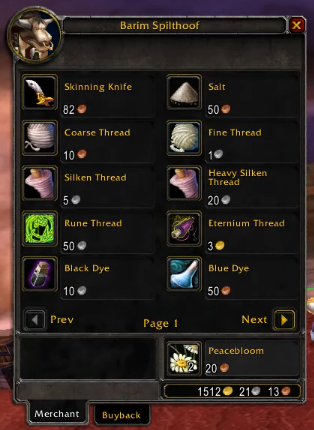 Barim Spilthoof
Skinning Knife
82
Salt
50
Coarse Thread
10
Fine Thread
1
Silken Thread
5
Heavy Silken
Thread
20
Rune Thread
50
Eternium Thread
3
Black Dye
10
Blue Dye
50
Prev
Page 1
Next
Peacebloom
2
20
1512 21 13
Merchant
Buyback